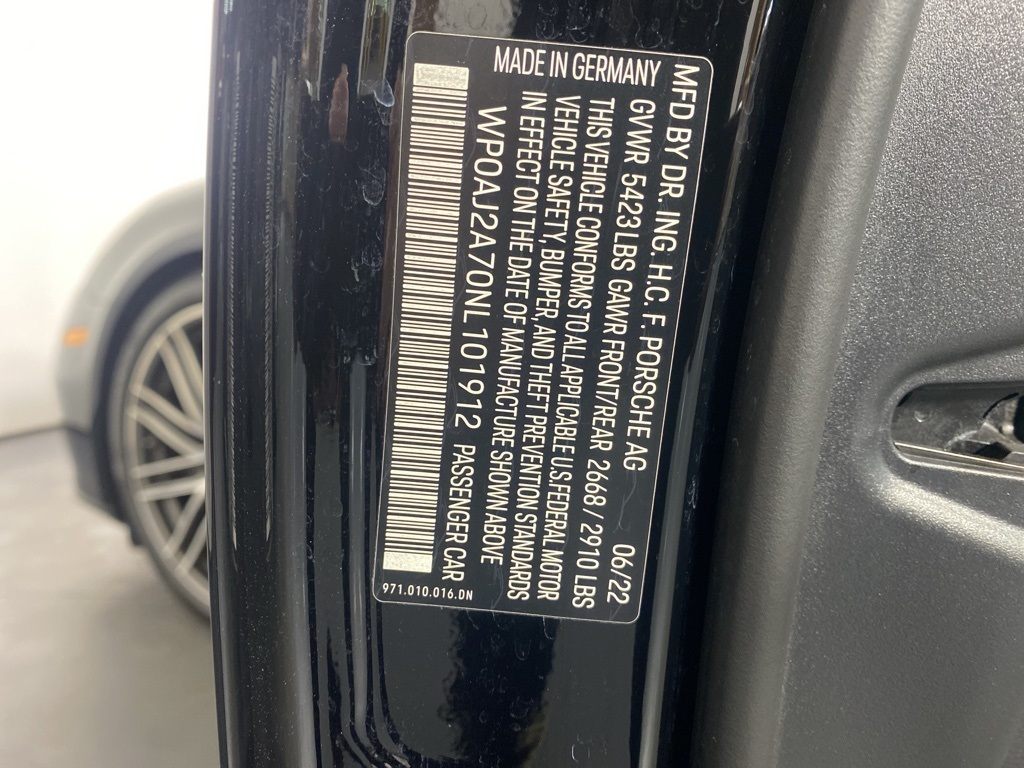 MFD BY DR. ING. H.C. F. PORSCHE AG 06/22
GVWR 5423 LBS GAWR FRONT/REAR 2668 / 2910 LBS
THIS VEHICLE CONFORMS TO ALL APPLICABLE U.S. FEDERAL MOTOR
VEHICLE SAFETY, BUMPER, AND THEFT PREVENTION STANDARDS
IN EFFECT ON THE DATE OF MANUFACTURE SHOWN ABOVE
WP0AJ2A70NL101912 PASSENGER CAR
MADE IN GERMANY
971.010.016.DN